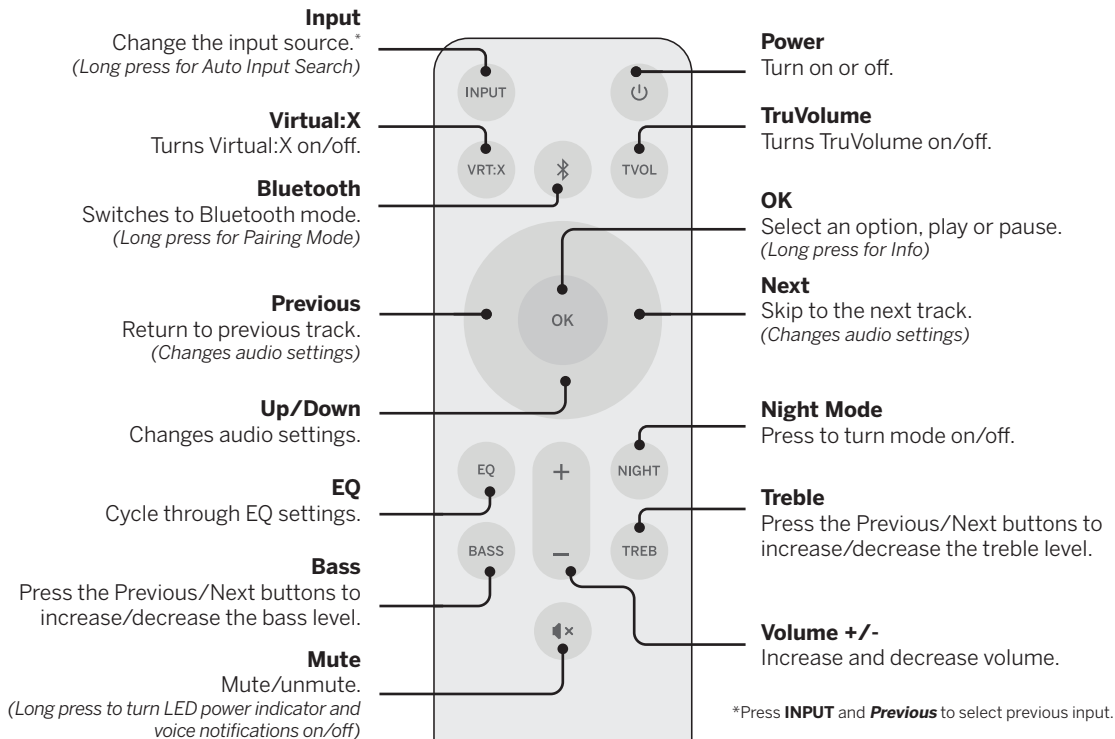 Input
Change the input source.*
(Long press for Auto Input Search)
Virtual:X
Turns Virtual:X on/off.
Bluetooth
Switches to Bluetooth mode.
(Long press for Pairing Mode)
Previous
Return to previous track.
(Changes audio settings)
Up/Down
Changes audio settings.
EQ
Cycle through EQ settings.
Bass
Press the Previous/Next buttons to
increase/decrease the bass level.
Mute
Mute/unmute.
(Long press to turn LED power indicator and
voice notifications on/off)
INPUT
VRT:X
TVOL
OK
EQ
+
NIGHT
BASS
–
TREB
Power
Turn on or off.
TruVolume
Turns TruVolume on/off.
OK
Select an option, play or pause.
(Long press for Info)
Next
Skip to the next track.
(Changes audio settings)
Night Mode
Press to turn mode on/off.
Treble
Press the Previous/Next buttons to
increase/decrease the treble level.
Volume +/-
Increase and decrease volume.
*Press INPUT and Previous to select previous input.